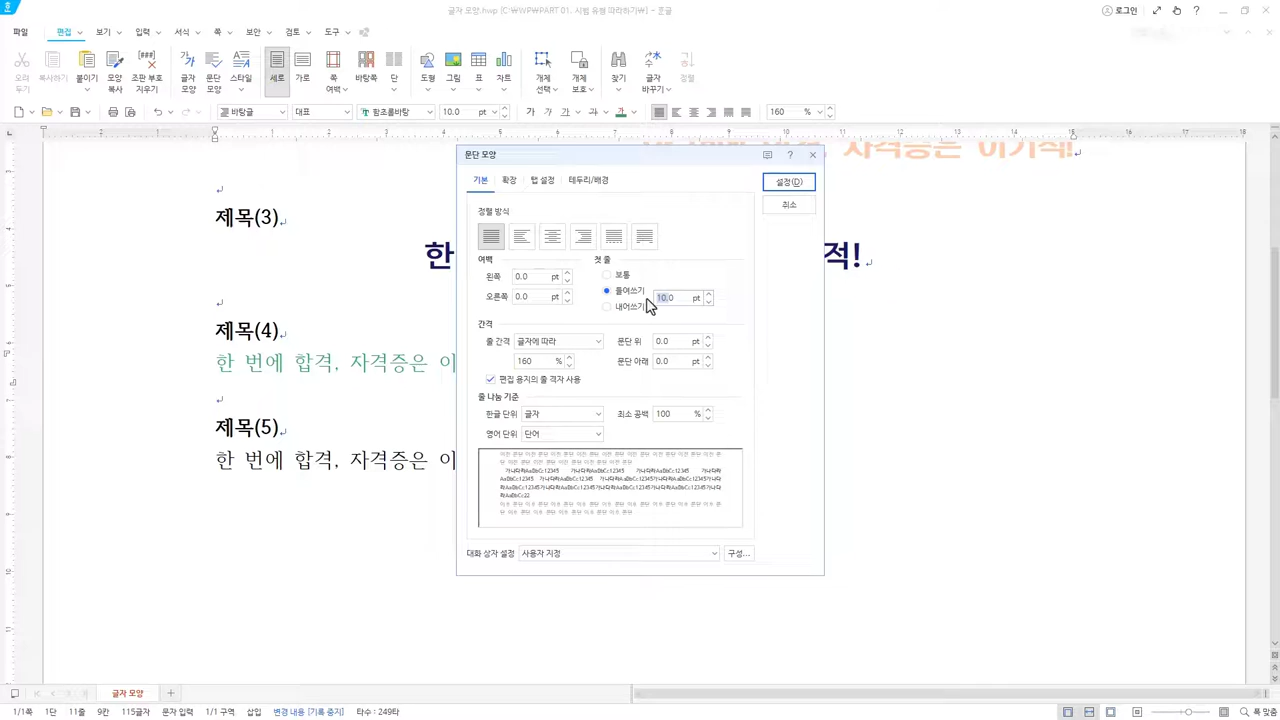 글자 모양.hwp [C:₩WP₩PART 01. 시험 유형 따라하기₩] - 흔글
로그인
파일 편집 보기 입력 서식 쪽 보안 검토 도구
오려 두기 복사하기 붙이기 모양 복사 조판 부호 지우기 글자 모양 문단 모양 스타일 세로 가로 쪽 여백 바탕쪽 단 도형 그림 표 차트 개체 선택 개체 보호 찾기 글자 바꾸기 정렬
바탕글 대표 함초롬바탕 10.0 pt 가 가 가 가 가 160 %
자격증은 이기적!
제목(3)
한
적!
제목(4)
한 번에 합격, 자격증은 이
제목(5)
한 번에 합격, 자격증은 이
문단 모양
기본 확장 탭 설정 테두리/배경
설정(D)
취소
정렬 방식
여백 첫 줄
왼쪽 0.0 pt 보통
오른쪽 0.0 pt 들여쓰기 10.0 pt
내어쓰기
간격
줄 간격 글자에 따라 문단 위 0.0 pt
160 % 문단 아래 0.0 pt
편집 용지의 줄 격자 사용
줄 나눔 기준
한글 단위 글자 최소 공백 100 %
영어 단위 단어
대화 상자 설정 사용자 지정 구성...
글자 모양
1/1쪽 1단 11줄 9칸 115글자 문자 입력 1/1 구역 삽입 변경 내용 [기록 중지] 타수 : 249타 폭 맞춤